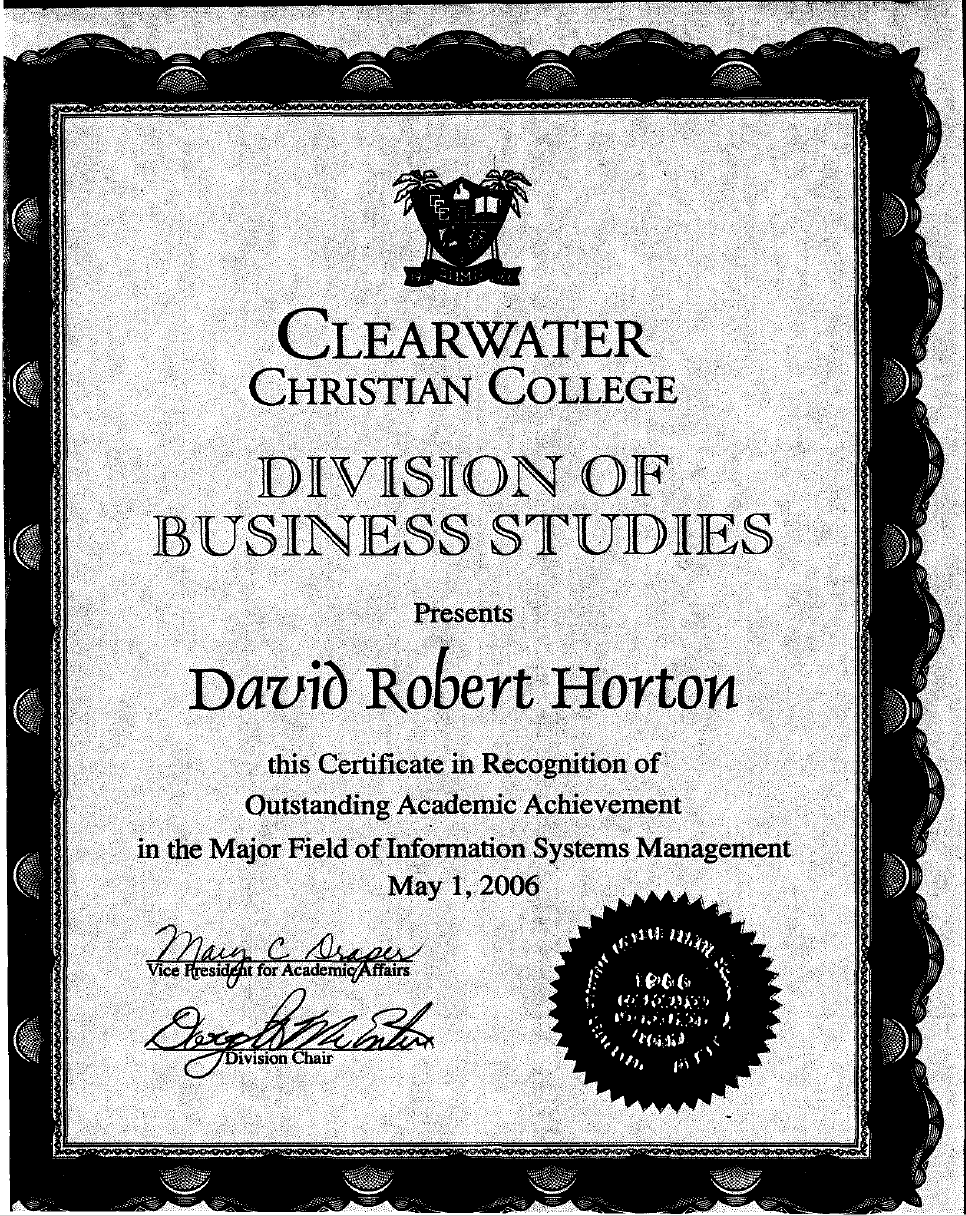 CLEARWATER
CHRISTIAN COLLEGE
DIVISION OF
BUSINESS STUDIES
Presents
David Robert Horton
this Certificate in Recognition of
Outstanding Academic Achievement
in the Major Field of Information Systems Management
May 1, 2006
Mary C Draper
Vice President for Academic Affairs
Division Chair
1966